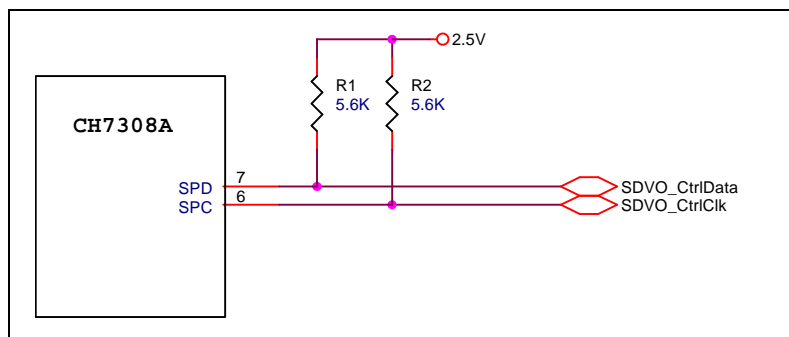 2.5V
R1
5.6K
R2
5.6K
CH7308A
SPD
7
SDVO_CtrlData
SPC
6
SDVO_CtrlClk